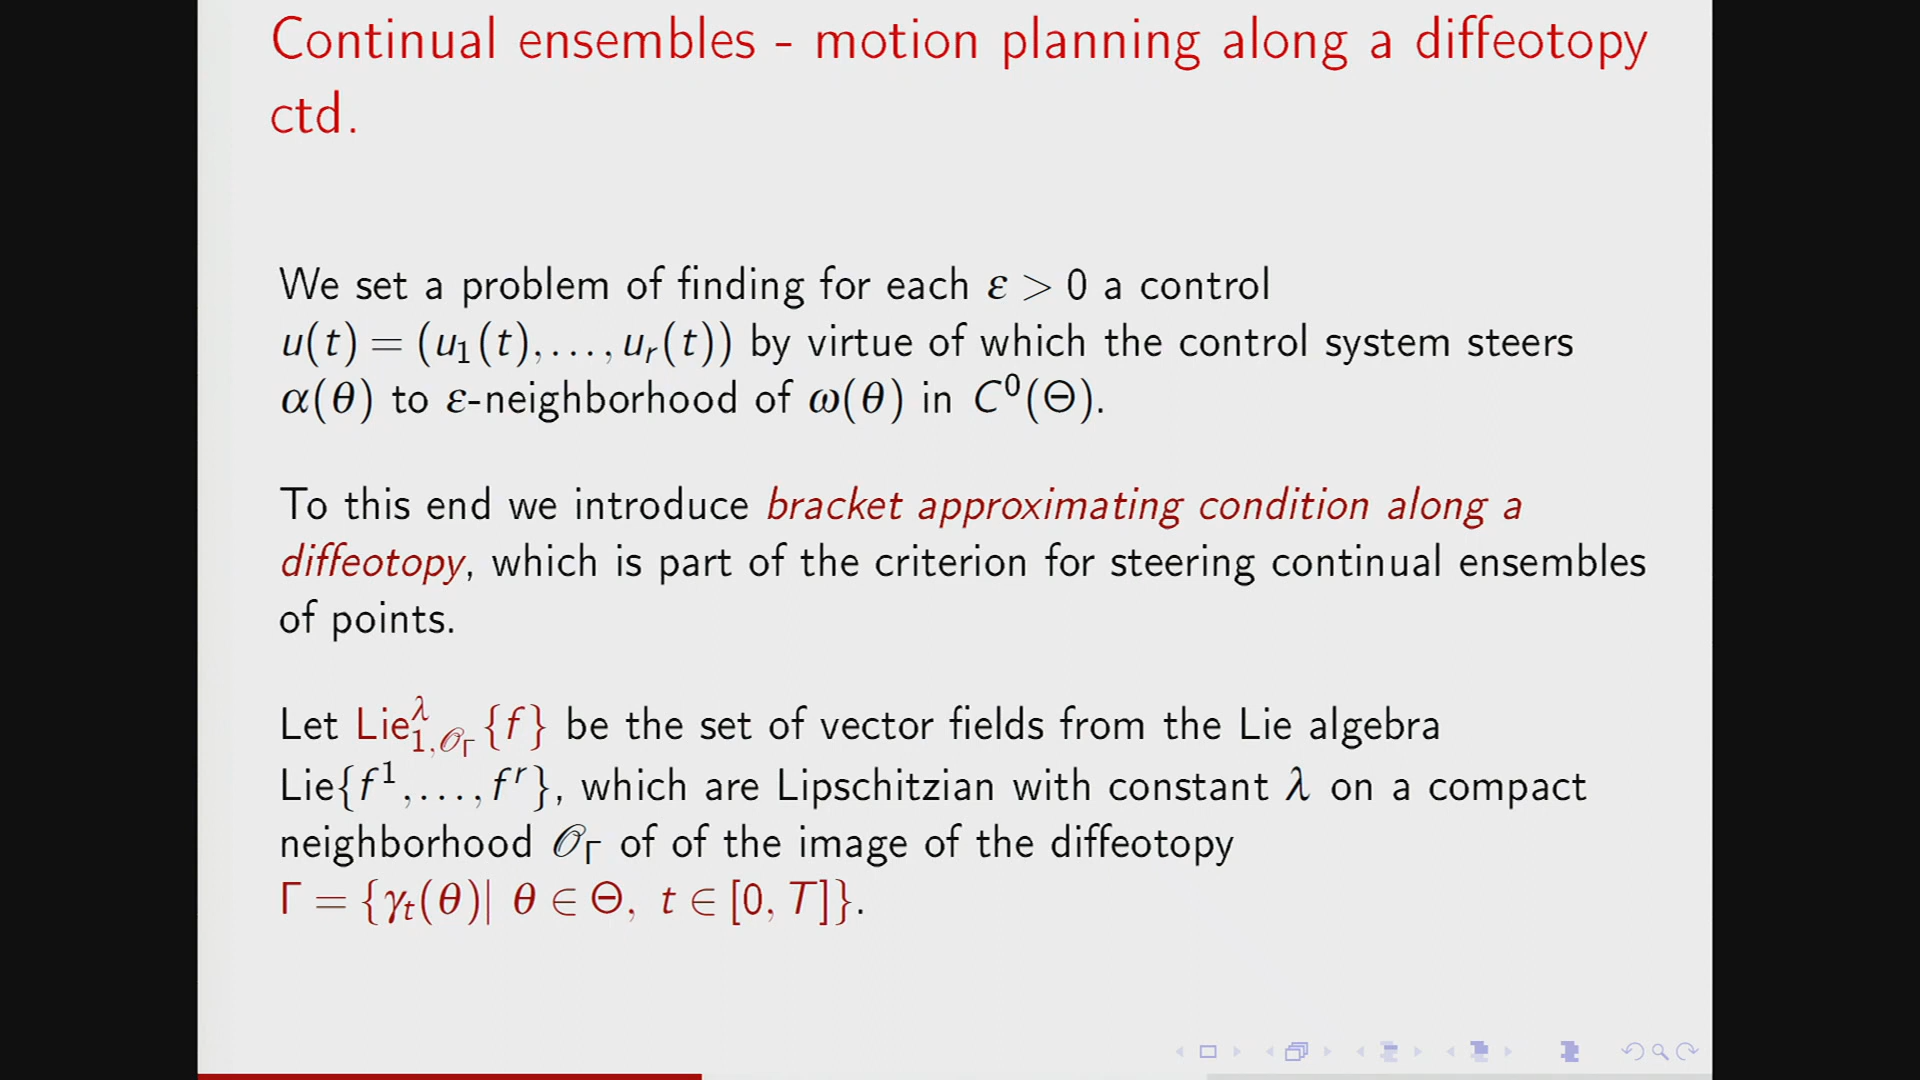 Continual ensembles - motion planning along a diffeotopy
ctd.
We set a problem of finding for each ε > 0 a control
u(t) = (u₁(t),...,uᵣ(t)) by virtue of which the control system steers
α(θ) to ε-neighborhood of ω(θ) in C⁰(Θ).
To this end we introduce bracket approximating condition along a
diffeotopy, which is part of the criterion for steering continual ensembles
of points.
Let Lie^λ_{1,𝒪_Γ}{f} be the set of vector fields from the Lie algebra
Lie{f¹,...,fʳ}, which are Lipschitzian with constant λ on a compact
neighborhood 𝒪_Γ of of the image of the diffeotopy
Γ = {γₜ(θ)| θ ∈ Θ, t ∈ [0, T]}.